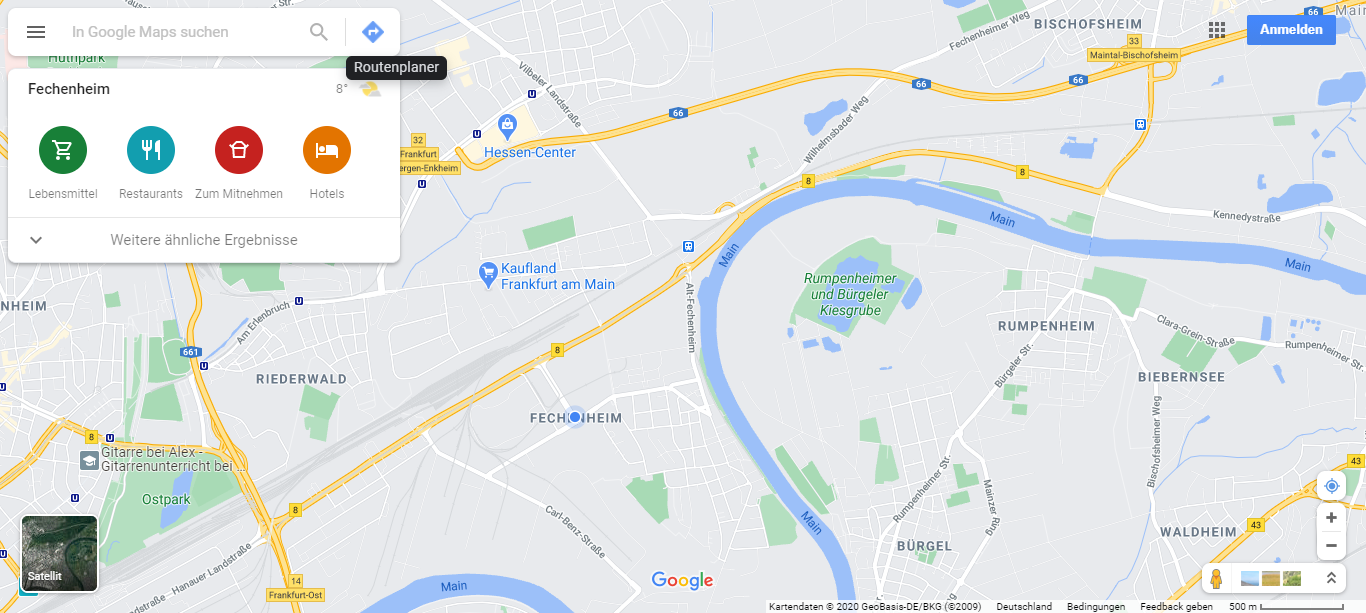 In Google Maps suchen
Routenplaner
Huthpark
Fechenheim
8°
Lebensmittel
Restaurants
Zum Mitnehmen
Hotels
Weitere ähnliche Ergebnisse
Anmelden
BISCHOFSHEIM
Fechenheimer Weg
66
33
Maintal-Bischofsheim
66
66
66
Vilbeler Landstraße
Wilhelmsbader Weg
32
Frankfurt
ergen-Enkheim
Hessen-Center
8
8
Main
Kennedystraße
Main
Main
Kaufland
Frankfurt am Main
Alt-Fechenheim
Rumpenheimer
und Bürgeler
Kiesgrube
NHEIM
Am Erlenbruch
661
8
RIEDERWALD
FECHENHEIM
RUMPENHEIM
Bürgeler Str.
Clara-Grein-Straße
Rumpenheimer Str.
BIEBERNSEE
Bischofsheimer Weg
8
Gitarre bei Alex -
Gitarrenunterricht bei ...
Ostpark
8
Carl-Benz-Straße
Main
Rumpenheimer Str.
Mainzer Ring
BÜRGEL
WALDHEIM
43
43
Hanauer Landstraße
14
Frankfurt-Ost
Main
Satellit
Google
Kartendaten © 2020 GeoBasis-DE/BKG (©2009)
Deutschland
Bedingungen
Feedback geben
500 m